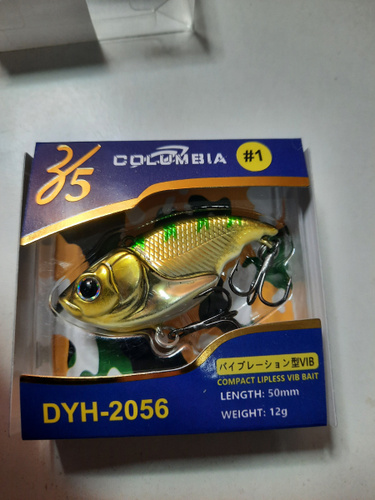 COLUMBIA
#1
バイブレーション型VIB
COMPACT LIPLESS VIB BAIT
LENGTH: 50mm
DYH-2056
WEIGHT: 12g